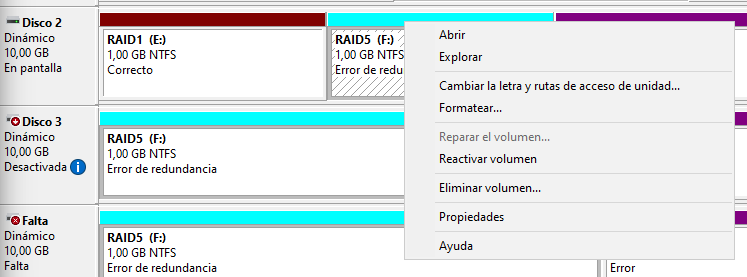 Disco 2
Dinámico
10,00 GB
En pantalla
RAID1 (E:)
1,00 GB NTFS
Correcto
RAID5 (F:)
1,00 GB NTFS
Error de redu
Abrir
Explorar
Cambiar la letra y rutas de acceso de unidad...
Formatear...
Reparar el volumen...
Reactivar volumen
Eliminar volumen...
Propiedades
Ayuda
Disco 3
Dinámico
10,00 GB
Desactivada
RAID5 (F:)
1,00 GB NTFS
Error de redundancia
Falta
Dinámico
10,00 GB
Falta
RAID5 (F:)
1,00 GB NTFS
Error de redundancia
Error